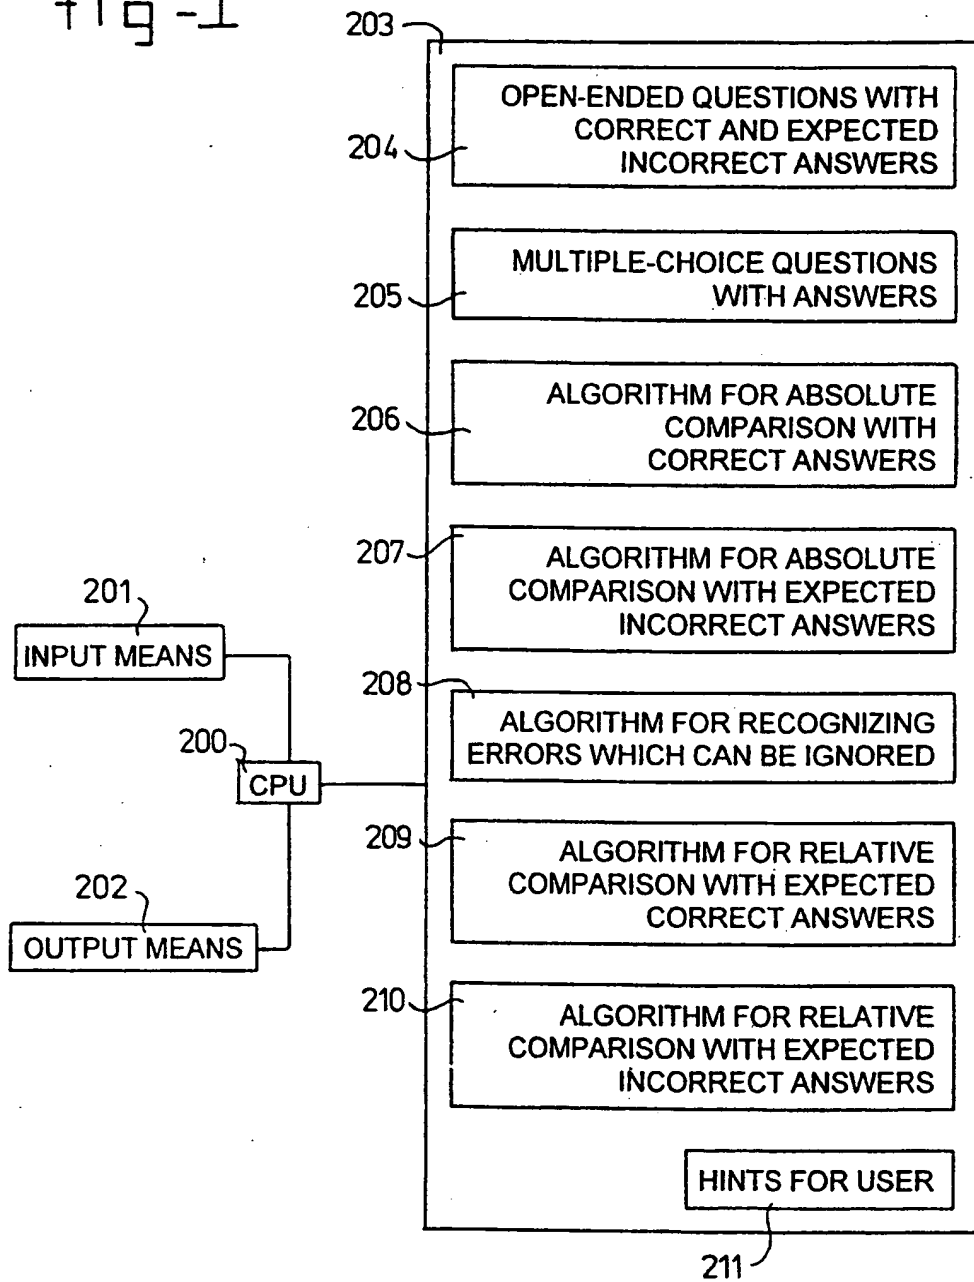 fig-1
203
OPEN-ENDED QUESTIONS WITH
CORRECT AND EXPECTED
INCORRECT ANSWERS
204
MULTIPLE-CHOICE QUESTIONS
WITH ANSWERS
205
ALGORITHM FOR ABSOLUTE
COMPARISON WITH
CORRECT ANSWERS
206
207
ALGORITHM FOR ABSOLUTE
COMPARISON WITH EXPECTED
INCORRECT ANSWERS
201
INPUT MEANS
208
ALGORITHM FOR RECOGNIZING
ERRORS WHICH CAN BE IGNORED
200
CPU
209
ALGORITHM FOR RELATIVE
COMPARISON WITH EXPECTED
CORRECT ANSWERS
202
OUTPUT MEANS
210
ALGORITHM FOR RELATIVE
COMPARISON WITH EXPECTED
INCORRECT ANSWERS
HINTS FOR USER
211